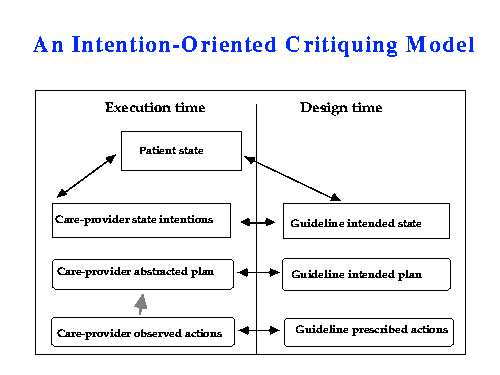 An Intention-Oriented Critiquing Model
Execution time
Design time
Patient state
Care-provider state intentions
Guideline intended state
Care-provider abstracted plan
Guideline intended plan
Care-provider observed actions
Guideline prescribed actions